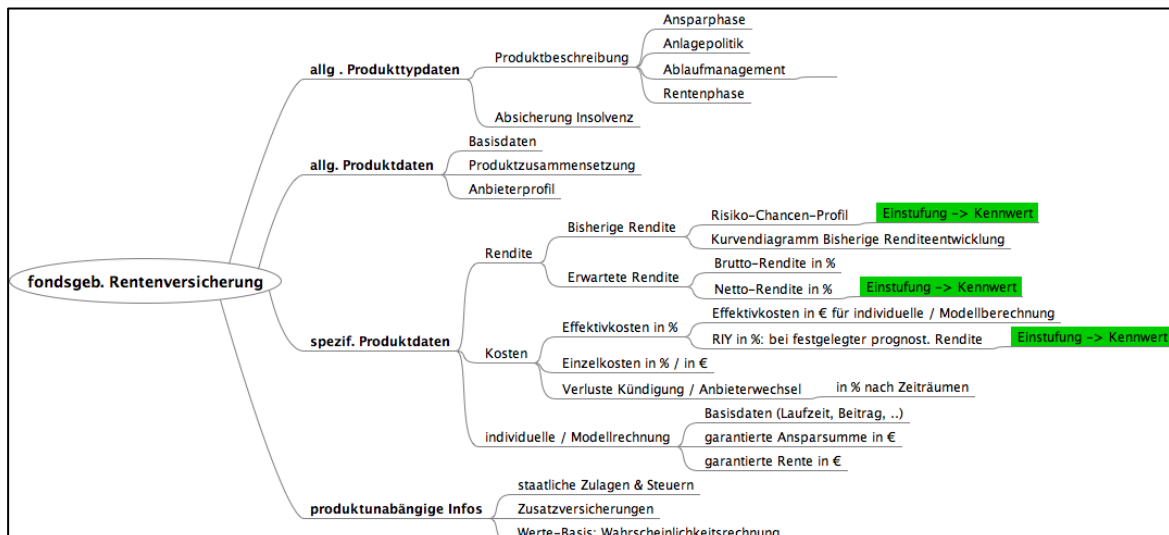 fondsgeb. Rentenversicherung
allg . Produkttypdaten
Produktbeschreibung
Ansparphase
Anlagepolitik
Ablaufmanagement
Rentenphase
Absicherung Insolvenz
allg. Produktdaten
Basisdaten
Produktzusammensetzung
Anbieterprofil
spezif. Produktdaten
Rendite
Bisherige Rendite
Risiko-Chancen-Profil
Einstufung -> Kennwert
Kurvendiagramm Bisherige Renditeentwicklung
Erwartete Rendite
Brutto-Rendite in %
Netto-Rendite in %
Einstufung -> Kennwert
Kosten
Effektivkosten in %
Effektivkosten in € für individuelle / Modellberechnung
RIY in %: bei festgelegter prognost. Rendite
Einstufung -> Kennwert
Einzelkosten in % / in €
Verluste Kündigung / Anbieterwechsel
in % nach Zeiträumen
individuelle / Modellrechnung
Basisdaten (Laufzeit, Beitrag, ..)
garantierte Ansparsumme in €
garantierte Rente in €
produktunabängige Infos
staatliche Zulagen & Steuern
Zusatzversicherungen
Werte-Basis: Wahrscheinlichkeitsrechnung